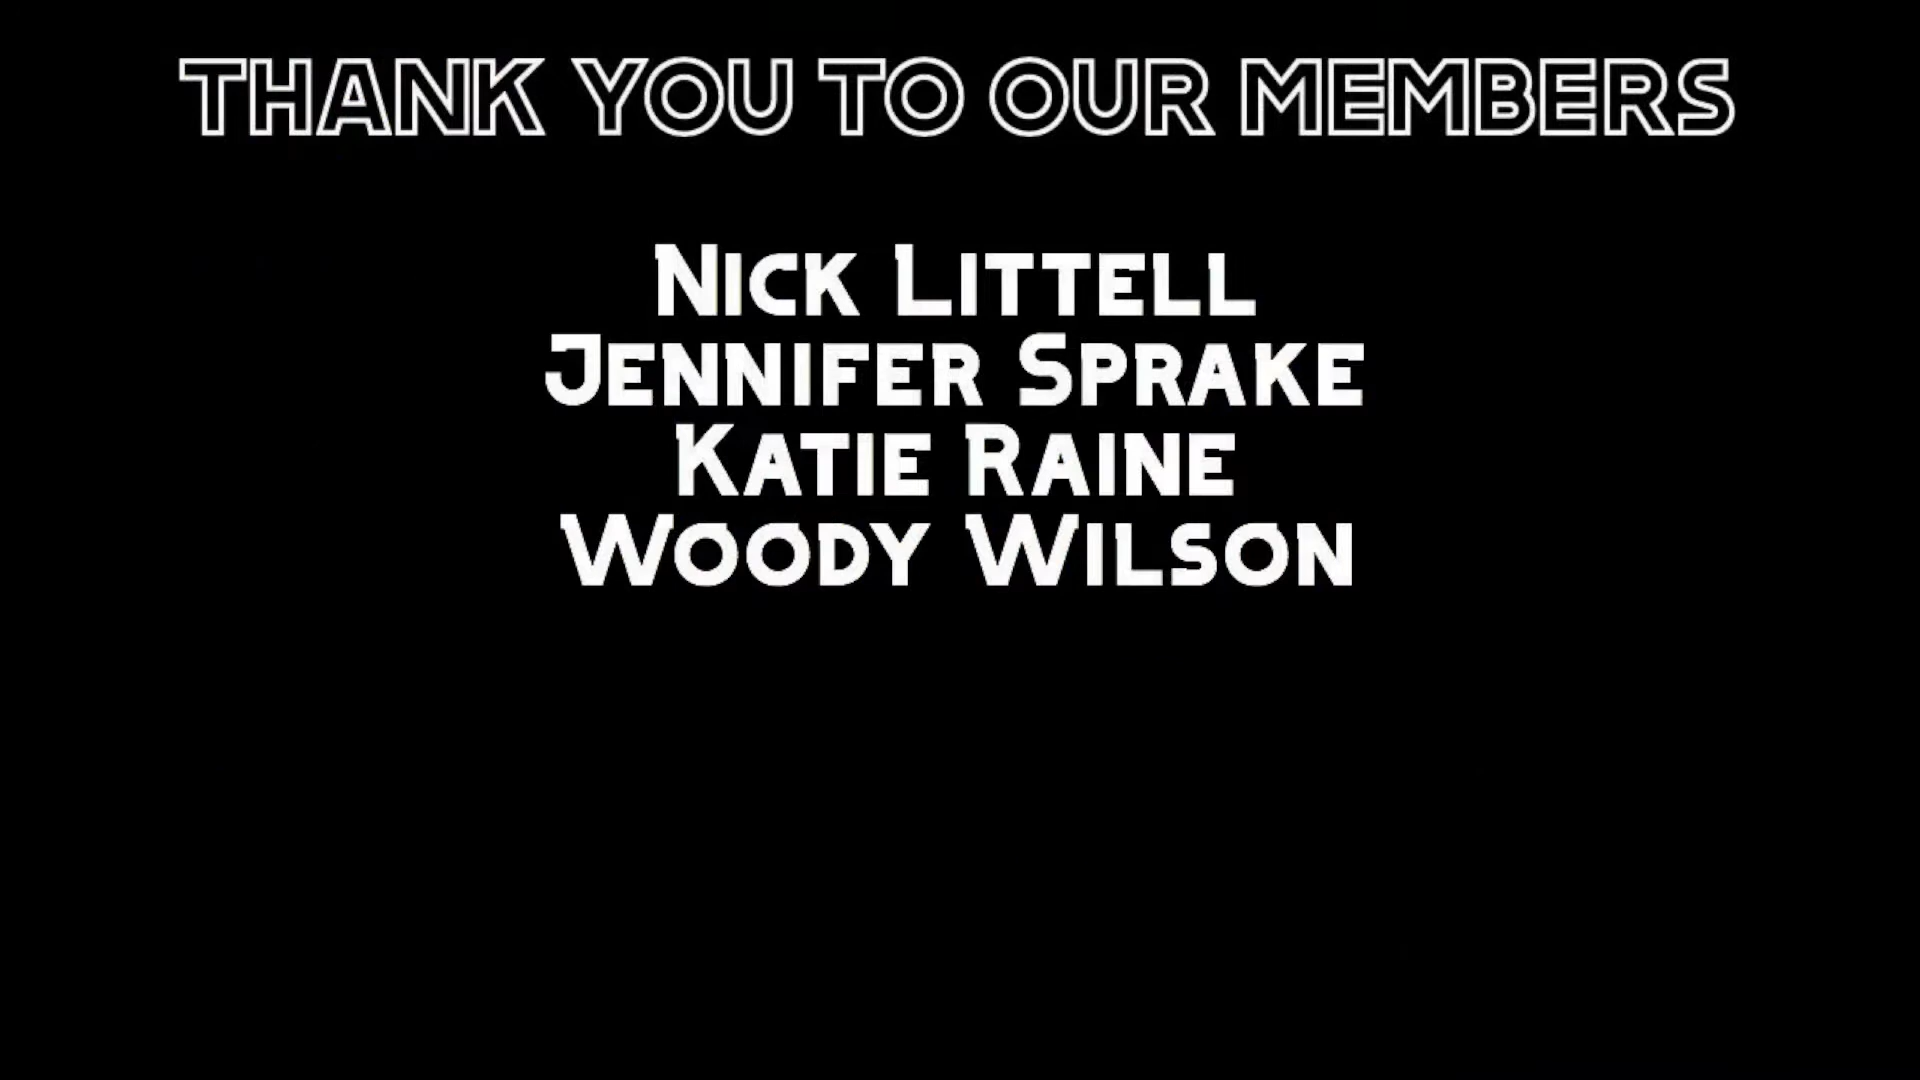 THANK YOU TO OUR MEMBERS
Nick Littell
Jennifer Sprake
Katie Raine
Woody Wilson